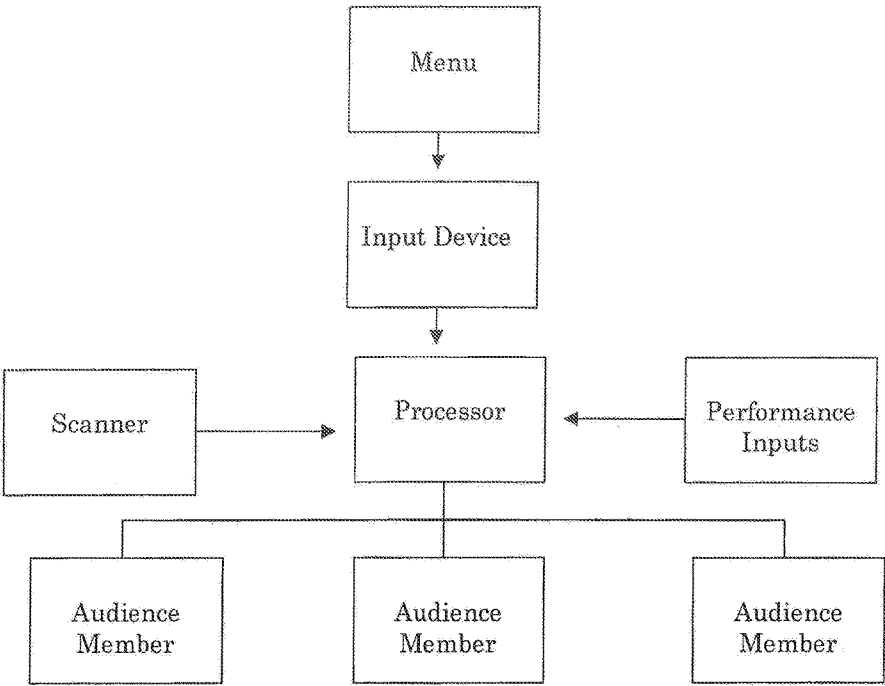 Menu
Input Device
Scanner
Processor
Performance
Inputs
Audience
Member
Audience
Member
Audience
Member